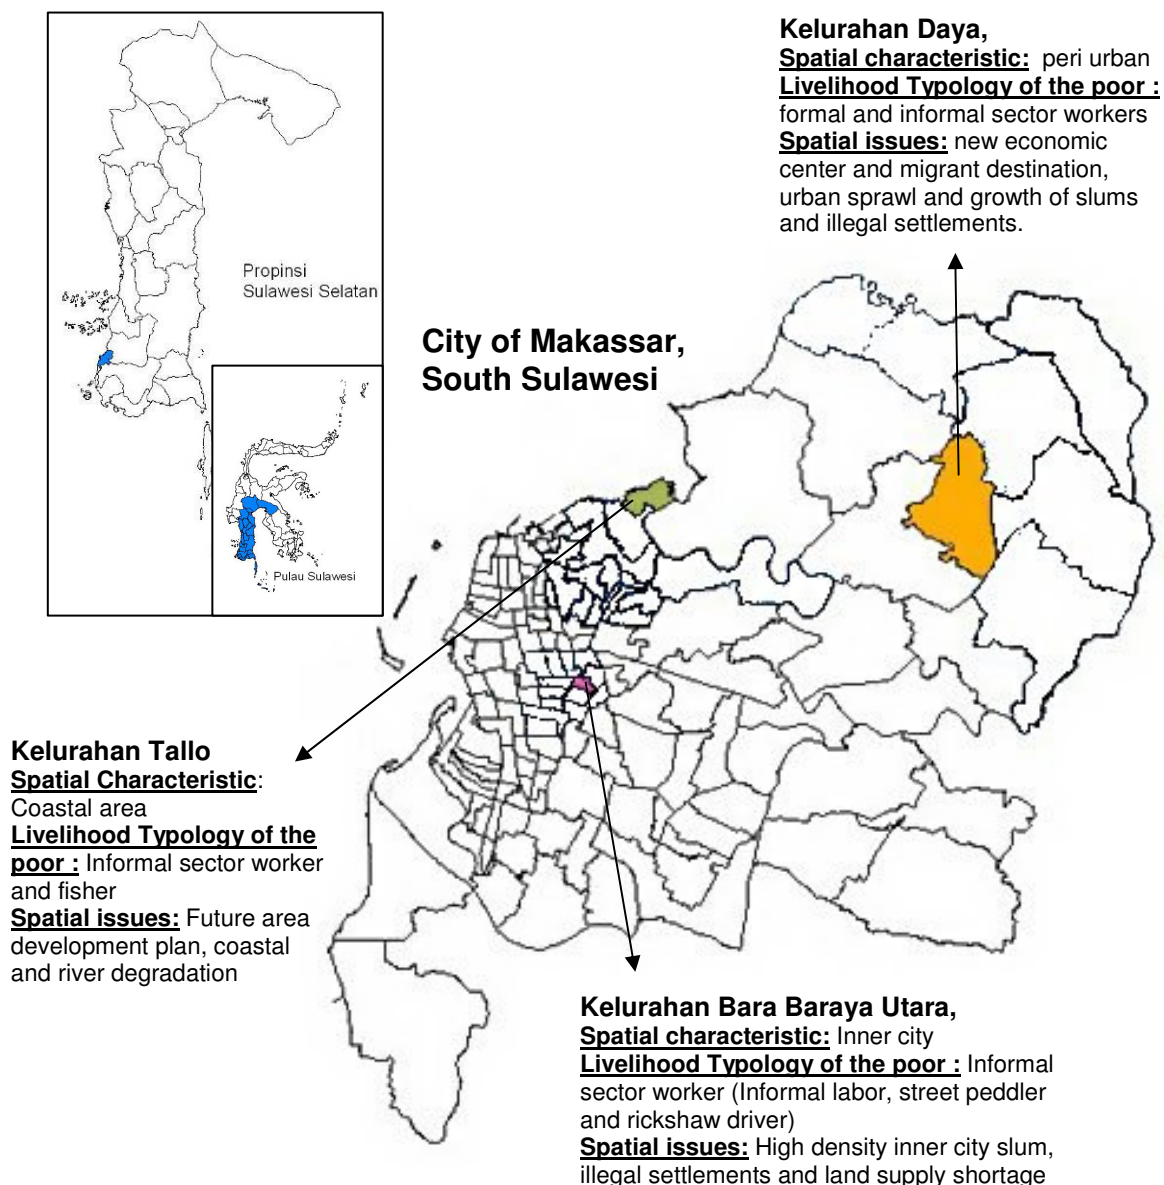 Kelurahan Daya,
Spatial characteristic: peri urban
Livelihood Typology of the poor :
formal and informal sector workers
Spatial issues: new economic
center and migrant destination,
urban sprawl and growth of slums
and illegal settlements.
Propinsi
Sulawesi Selatan
City of Makassar,
South Sulawesi
Pulau Sulawesi
Kelurahan Tallo
Spatial Characteristic:
Coastal area
Livelihood Typology of the
poor : Informal sector worker
and fisher
Spatial issues: Future area
development plan, coastal
and river degradation
Kelurahan Bara Baraya Utara,
Spatial characteristic: Inner city
Livelihood Typology of the poor : Informal
sector worker (Informal labor, street peddler
and rickshaw driver)
Spatial issues: High density inner city slum,
illegal settlements and land supply shortage